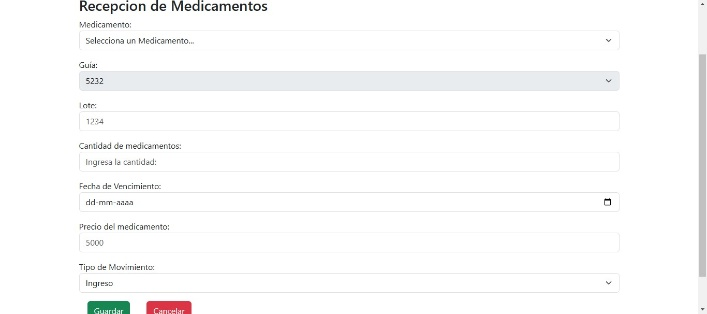 Recepcion de Medicamentos
Medicamento:
Selecciona un Medicamento...
Guía:
5232
Lote:
1234
Cantidad de medicamentos:
Ingresa la cantidad:
Fecha de Vencimiento:
dd-mm-aaaa
Precio del medicamento:
5000
Tipo de Movimiento:
Ingreso
Guardar Cancelar